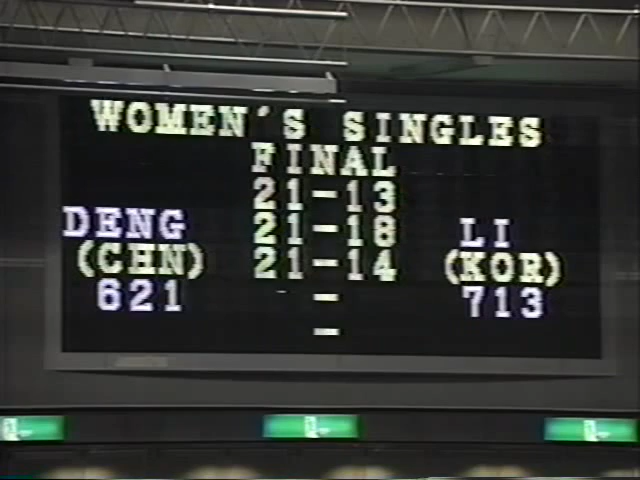 WOMEN'S SINGLES
FINAL
21-13
DENG 21-18 LI
(CHN) 21-14 (KOR)
621 - 713
-